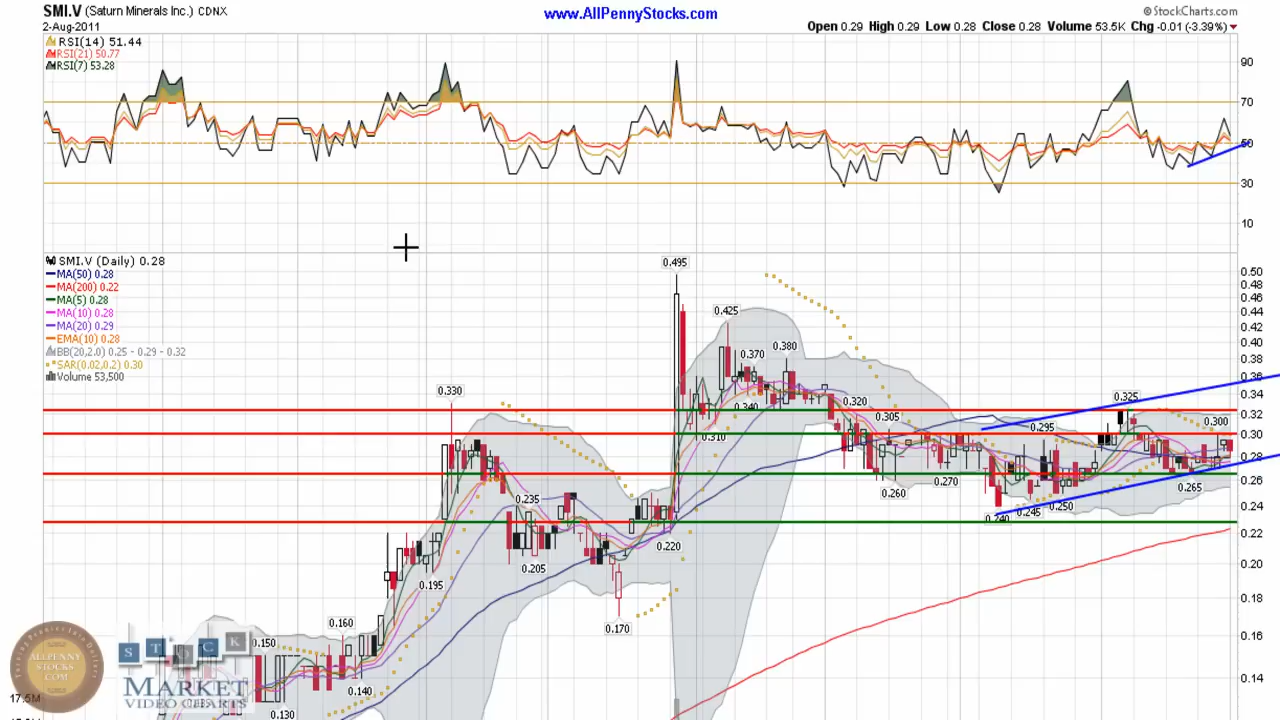 SMI.V (Saturn Minerals Inc.) CDNX
www.AllPennyStocks.com
© StockCharts.com
2-Aug-2011
Open 0.29 High 0.29 Low 0.28 Close 0.28 Volume 53.5K Chg -0.01 (-3.39%)
RSI(14) 51.44
RSI(21) 50.77
RSI(7) 53.28
90
70
50
30
10
SMI.V (Daily) 0.28
MA(50) 0.28
MA(200) 0.22
MA(5) 0.28
MA(10) 0.28
MA(20) 0.29
EMA(10) 0.28
BB(20,2.0) 0.25 - 0.29 - 0.32
SAR(0.02,0.2) 0.30
Volume 53,500
0.495
0.425
0.370
0.380
0.340
0.310
0.330
0.320
0.305
0.325
0.295
0.300
0.260
0.270
0.240
0.245
0.250
0.265
0.235
0.205
0.220
0.195
0.170
0.160
0.150
0.140
0.130
0.50
0.48
0.46
0.44
0.42
0.40
0.38
0.36
0.34
0.32
0.30
0.28
0.26
0.24
0.22
0.20
0.18
0.16
0.14
17.5M
ALLPENNY
STOCKS
.COM
STOCK
MARKET
VIDEO CHARTS